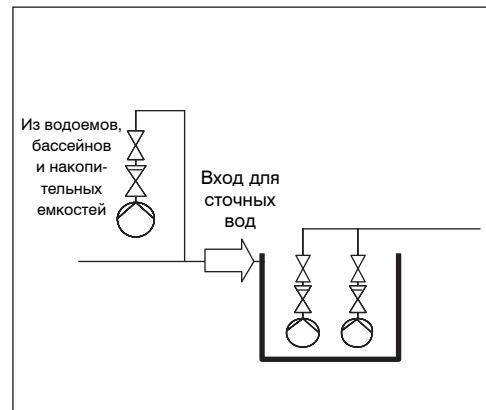 Из водоемов,
бассейнов
и накопи-
тельных
емкостей
Вход для
сточных
вод